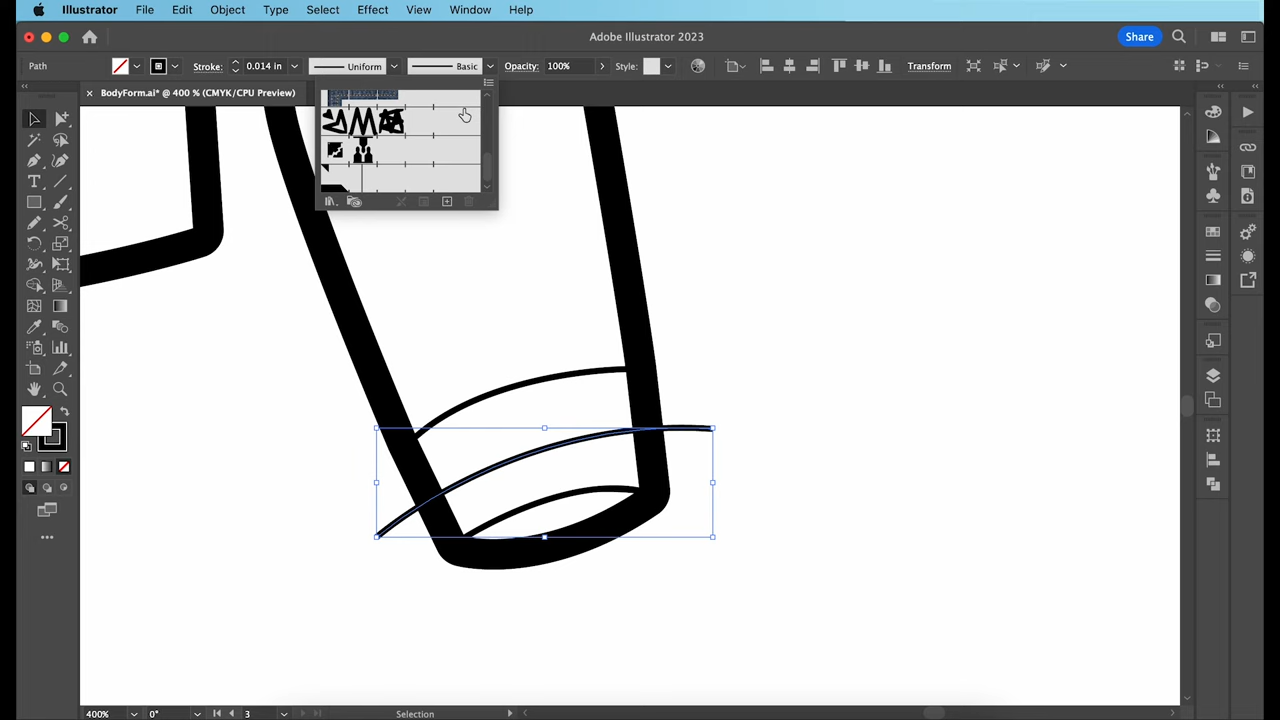 Illustrator File Edit Object Type Select Effect View Window Help
Adobe Illustrator 2023
Share
Path Stroke: 0.014 in Uniform Basic Opacity: 100% Style: Transform
BodyForm.ai* @ 400 % (CMYK/CPU Preview)
400% 0° 3 Selection